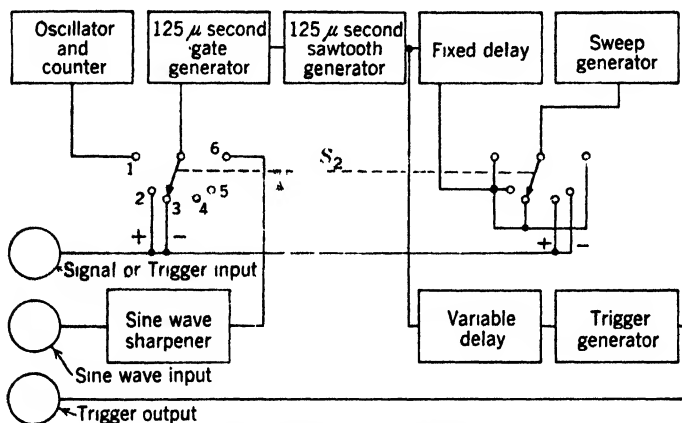 Oscillator
and
counter
125 μ second
gate
generator
125 μ second
sawtooth
generator
Fixed delay
Sweep
generator
1
6
S2
2
3
4
5
+
-
+
-
Signal or Trigger input
Sine wave
sharpener
Variable
delay
Trigger
generator
Sine wave input
Trigger output